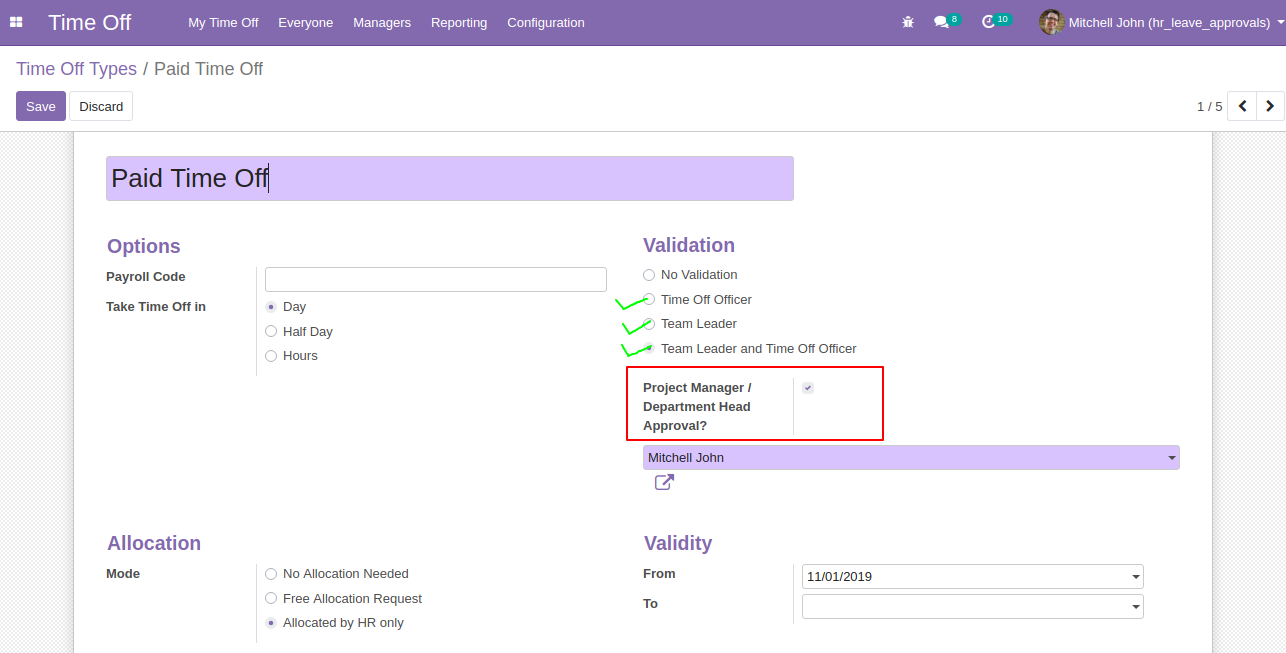 Time Off My Time Off Everyone Managers Reporting Configuration 8 10 Mitchell John (hr_leave_approvals)
Time Off Types / Paid Time Off
Save Discard 1 / 5
Paid Time Off
Options
Payroll Code
Take Time Off in
Day
Half Day
Hours
Validation
No Validation
Time Off Officer
Team Leader
Team Leader and Time Off Officer
Project Manager /
Department Head
Approval?
Mitchell John
Allocation
Mode
No Allocation Needed
Free Allocation Request
Allocated by HR only
Validity
From 11/01/2019
To